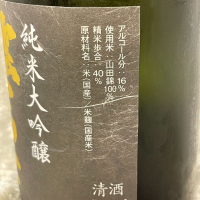 純米大吟醸
アルコール分：16％
使用米：山田錦100％
精米歩合：40％
原材料名：米（国産）／米麹（国産米）
清酒